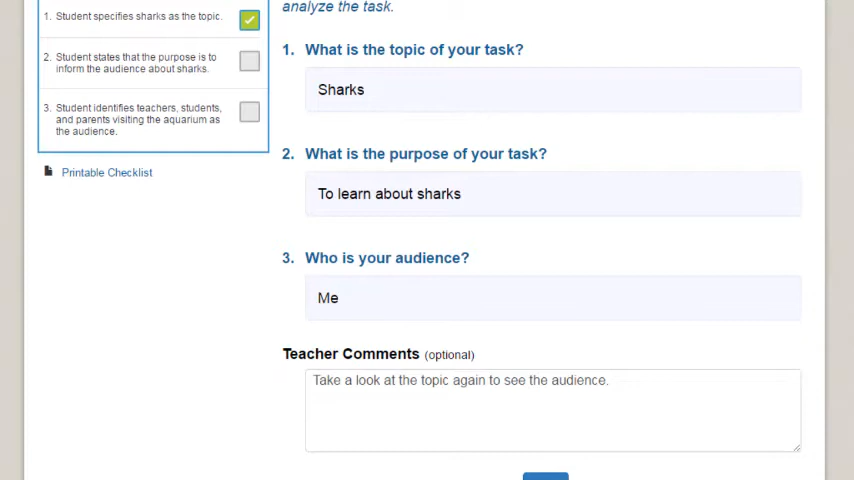 1. Student specifies sharks as the topic.
2. Student states that the purpose is to
inform the audience about sharks.
3. Student identifies teachers, students,
and parents visiting the aquarium as
the audience.
Printable Checklist
analyze the task.
1. What is the topic of your task?
Sharks
2. What is the purpose of your task?
To learn about sharks
3. Who is your audience?
Me
Teacher Comments (optional)
Take a look at the topic again to see the audience.